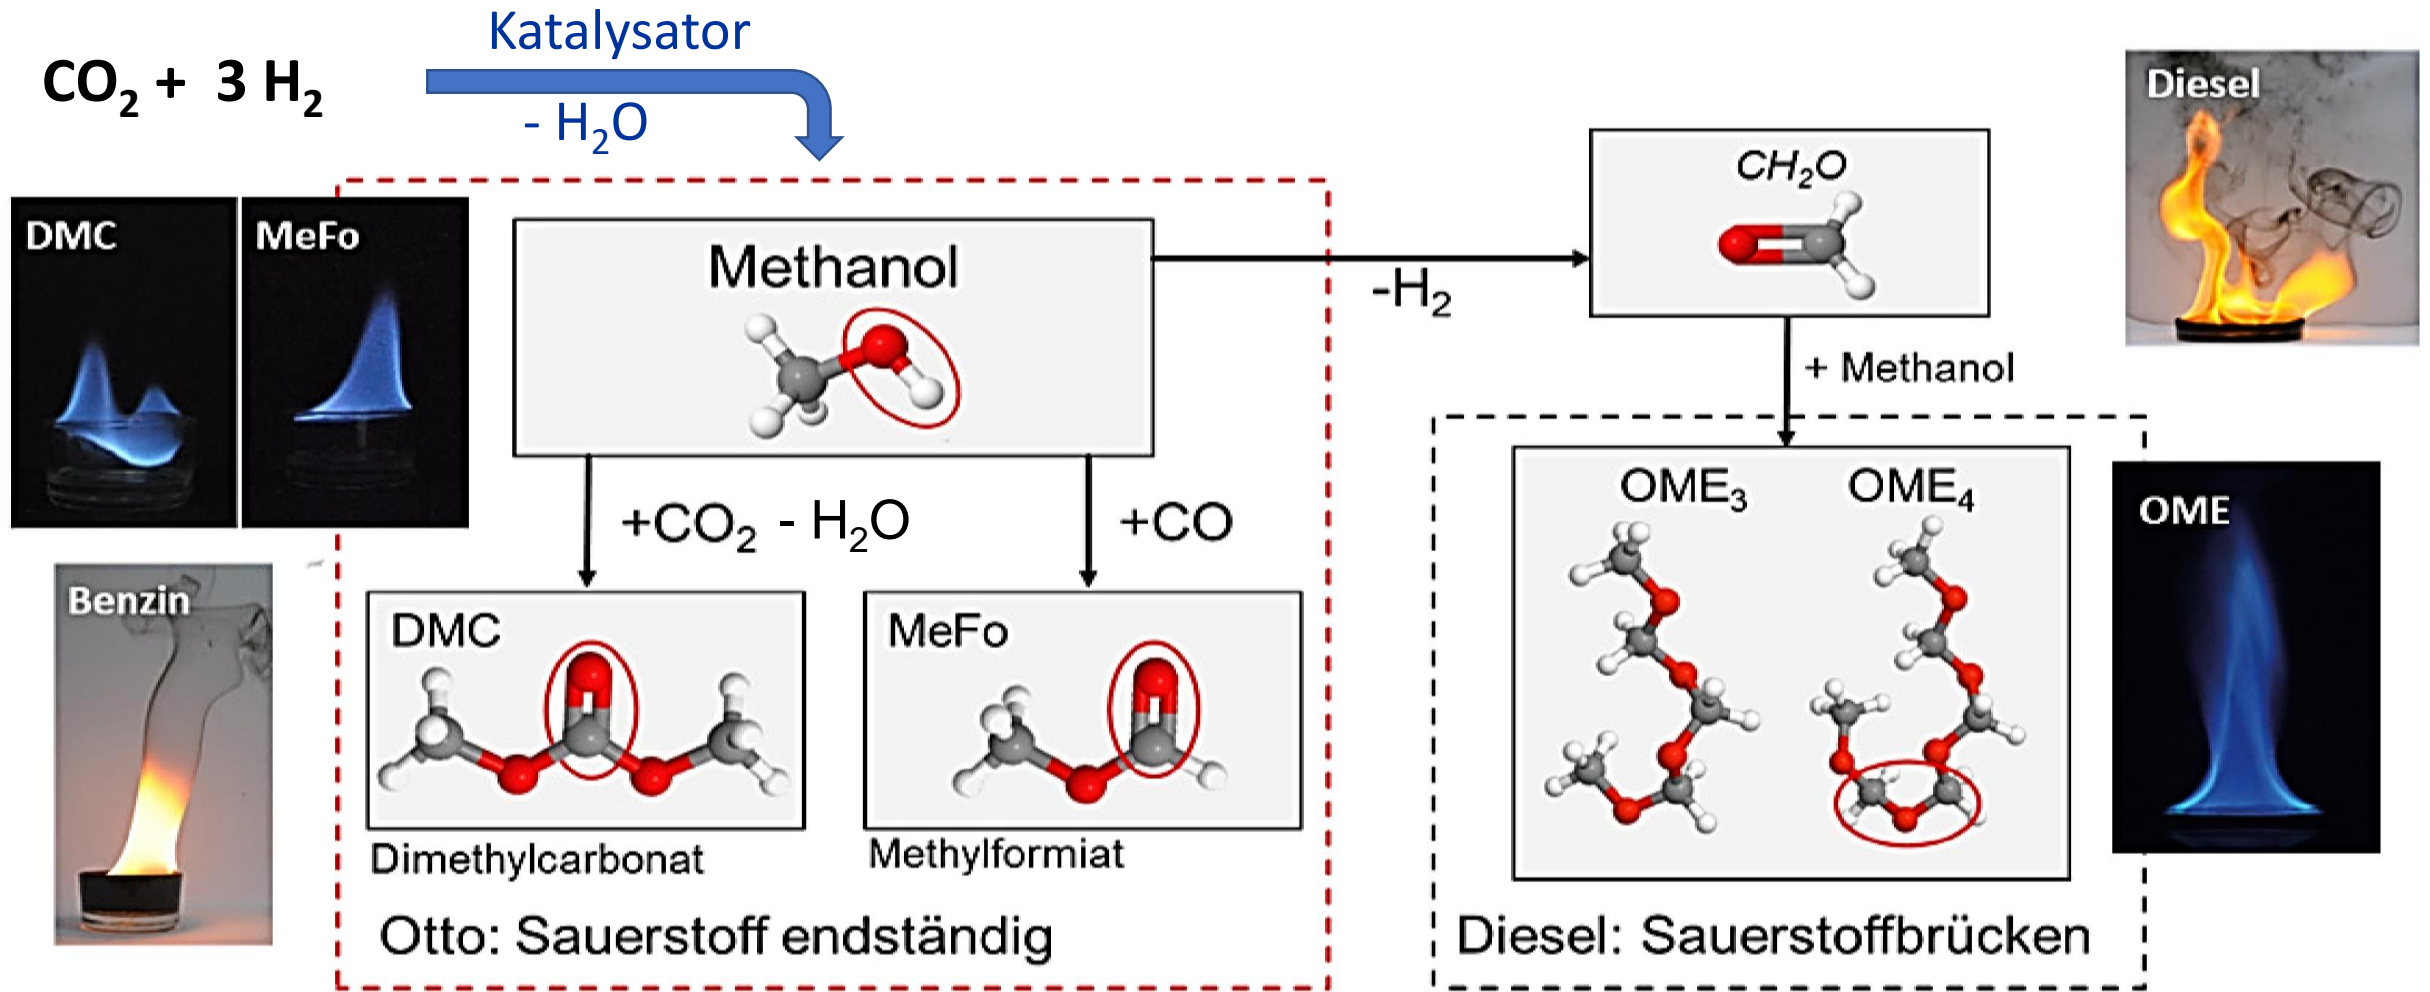 Katalysator
CO₂ + 3 H₂
- H₂O
Diesel
CH₂O
DMC
MeFo
Methanol
-H₂
+ Methanol
OME₃
OME₄
OME
+CO₂ - H₂O
+CO
Benzin
DMC
MeFo
Dimethylcarbonat
Methylformiat
Otto: Sauerstoff endständig
Diesel: Sauerstoffbrücken